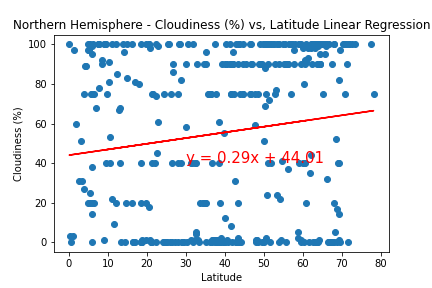 Northern Hemisphere - Cloudiness (%) vs, Latitude Linear Regression
Cloudiness (%)
100
80
60
40
20
0
y = 0.29x + 44.01
0 10 20 30 40 50 60 70 80
Latitude